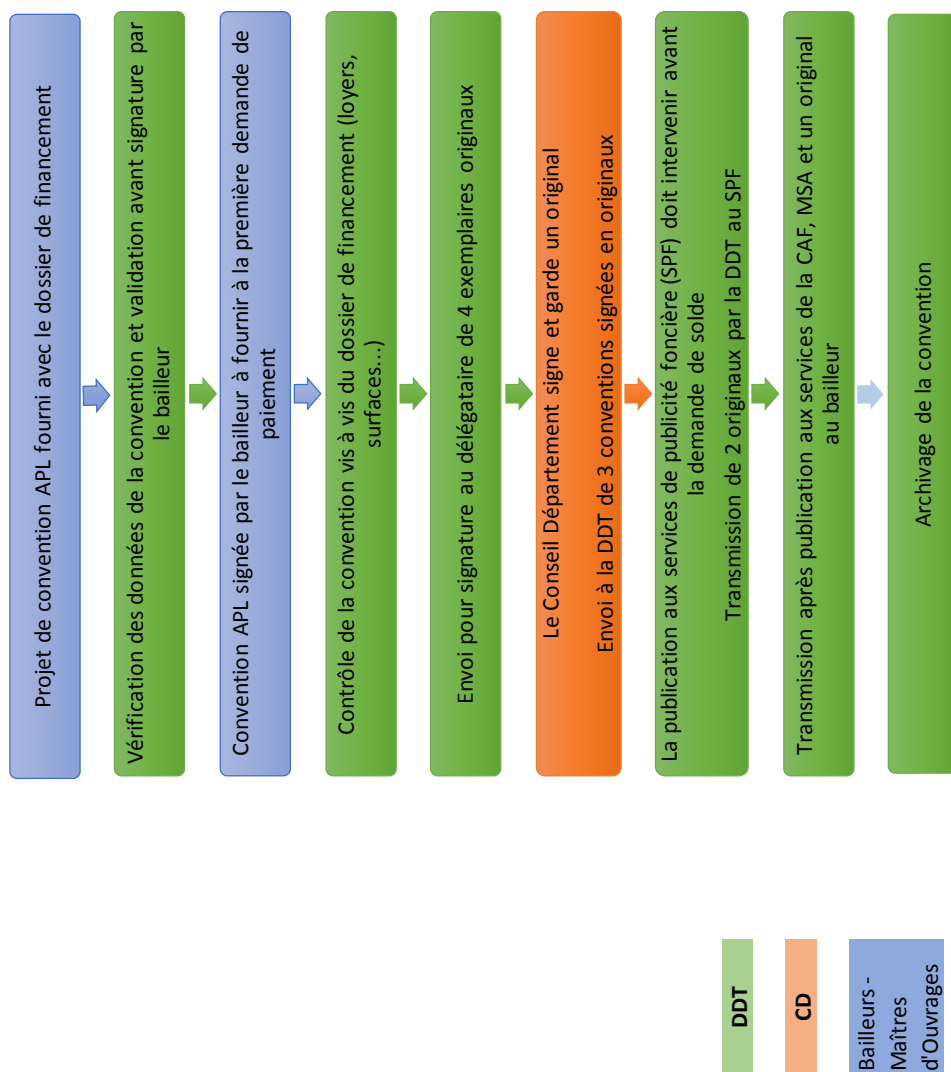 Projet de convention APL fourni avec le dossier de financement
Vérification des données de la convention et validation avant signature par
le bailleur
Convention APL signée par le bailleur à fournir à la première demande de
paiement
Contrôle de la convention vis à vis du dossier de financement (loyers,
surfaces…)
Envoi pour signature au délégataire de 4 exemplaires originaux
Le Conseil Département signe et garde un original
Envoi à la DDT de 3 conventions signées en originaux
La publication aux services de publicité foncière (SPF) doit intervenir avant
la demande de solde
Transmission de 2 originaux par la DDT au SPF
Transmission après publication aux services de la CAF, MSA et un original
au bailleur
Archivage de la convention
DDT
CD
Bailleurs -
Maîtres
d'Ouvrages